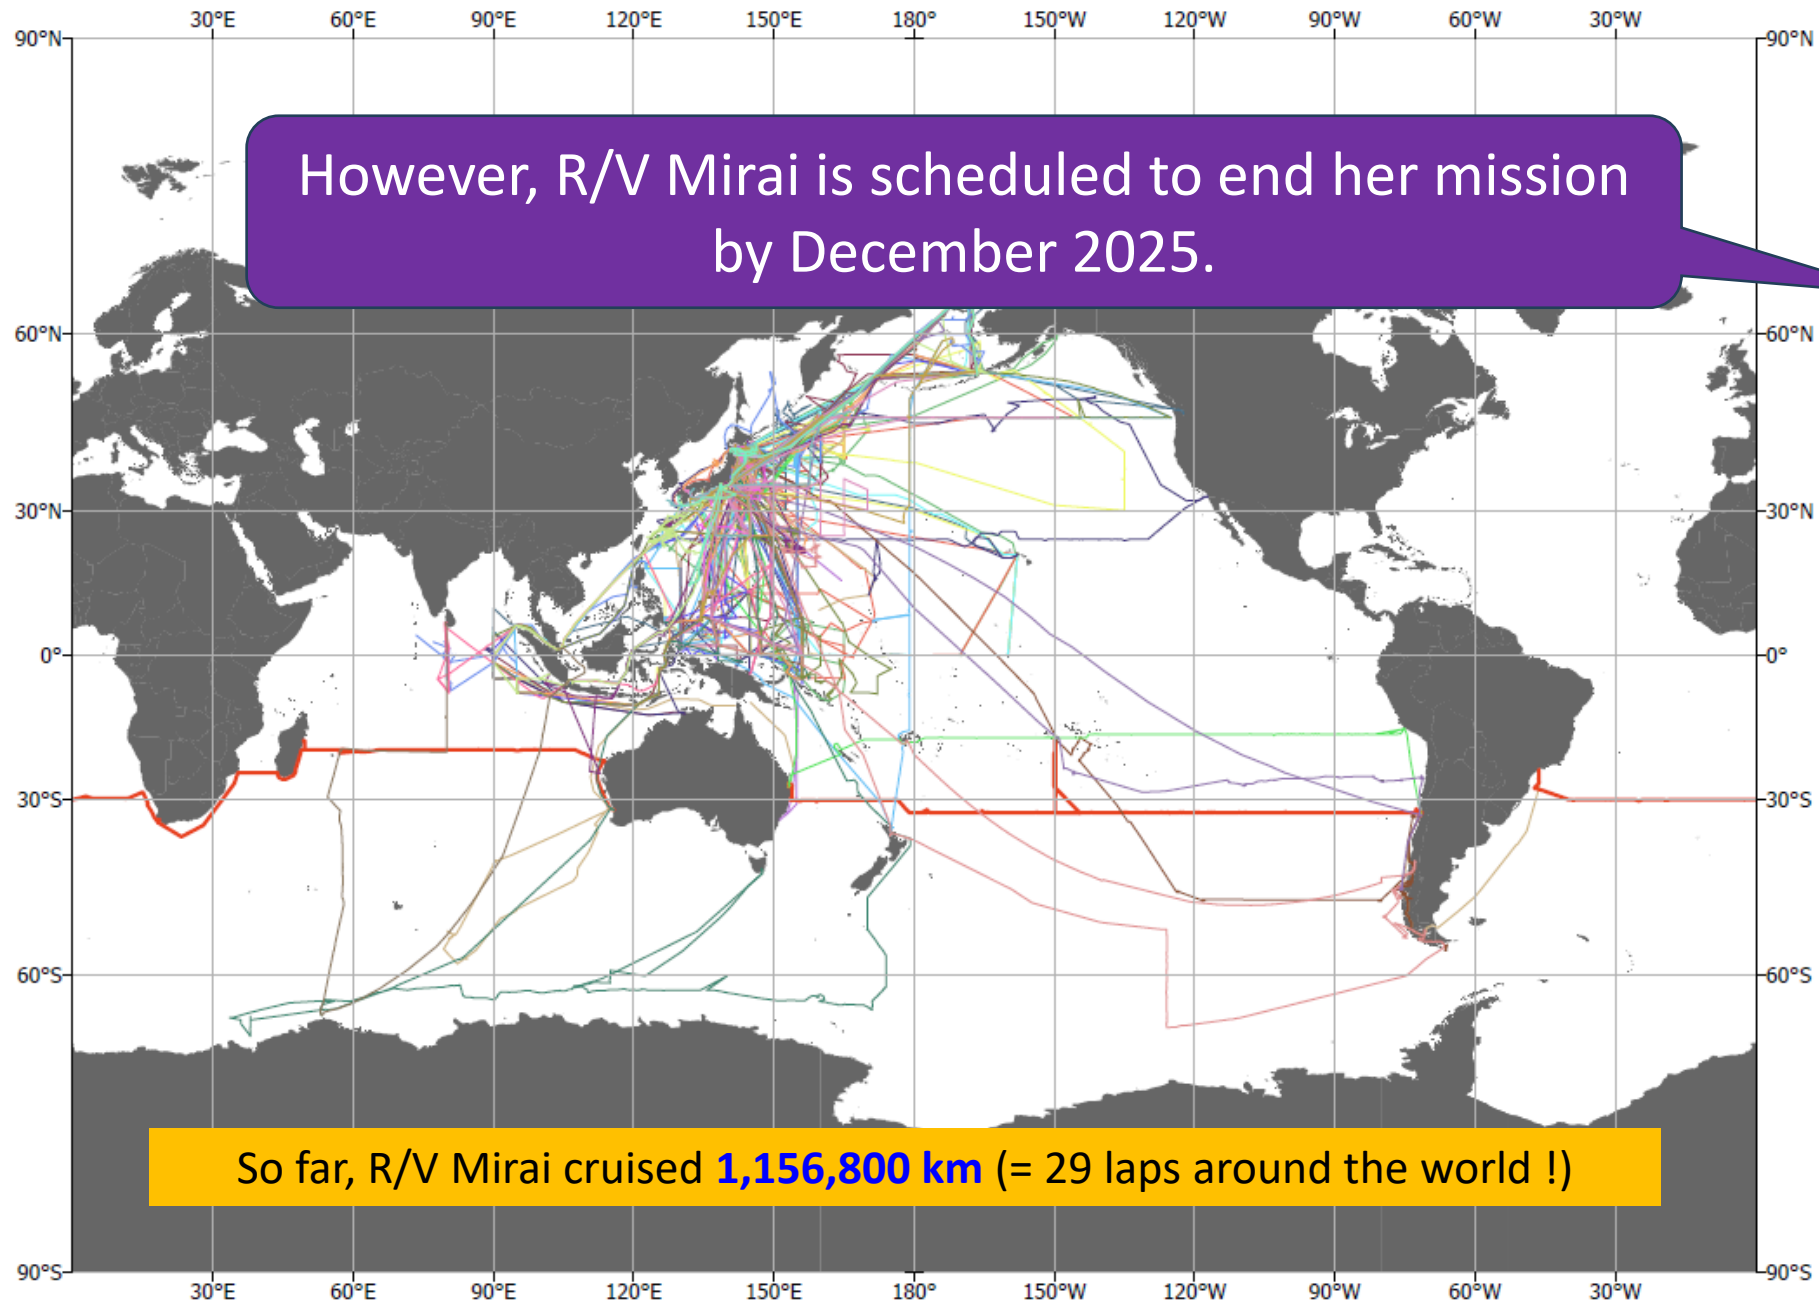 30°E 60°E 90°E 120°E 150°E 180° 150°W 120°W 90°W 60°W 30°W
90°N 90°N
However, R/V Mirai is scheduled to end her mission
by December 2025.
60°N 60°N
30°N 30°N
0° 0°
30°S 30°S
60°S 60°S
So far, R/V Mirai cruised 1,156,800 km (= 29 laps around the world !)
90°S 90°S
30°E 60°E 90°E 120°E 150°E 180° 150°W 120°W 90°W 60°W 30°W